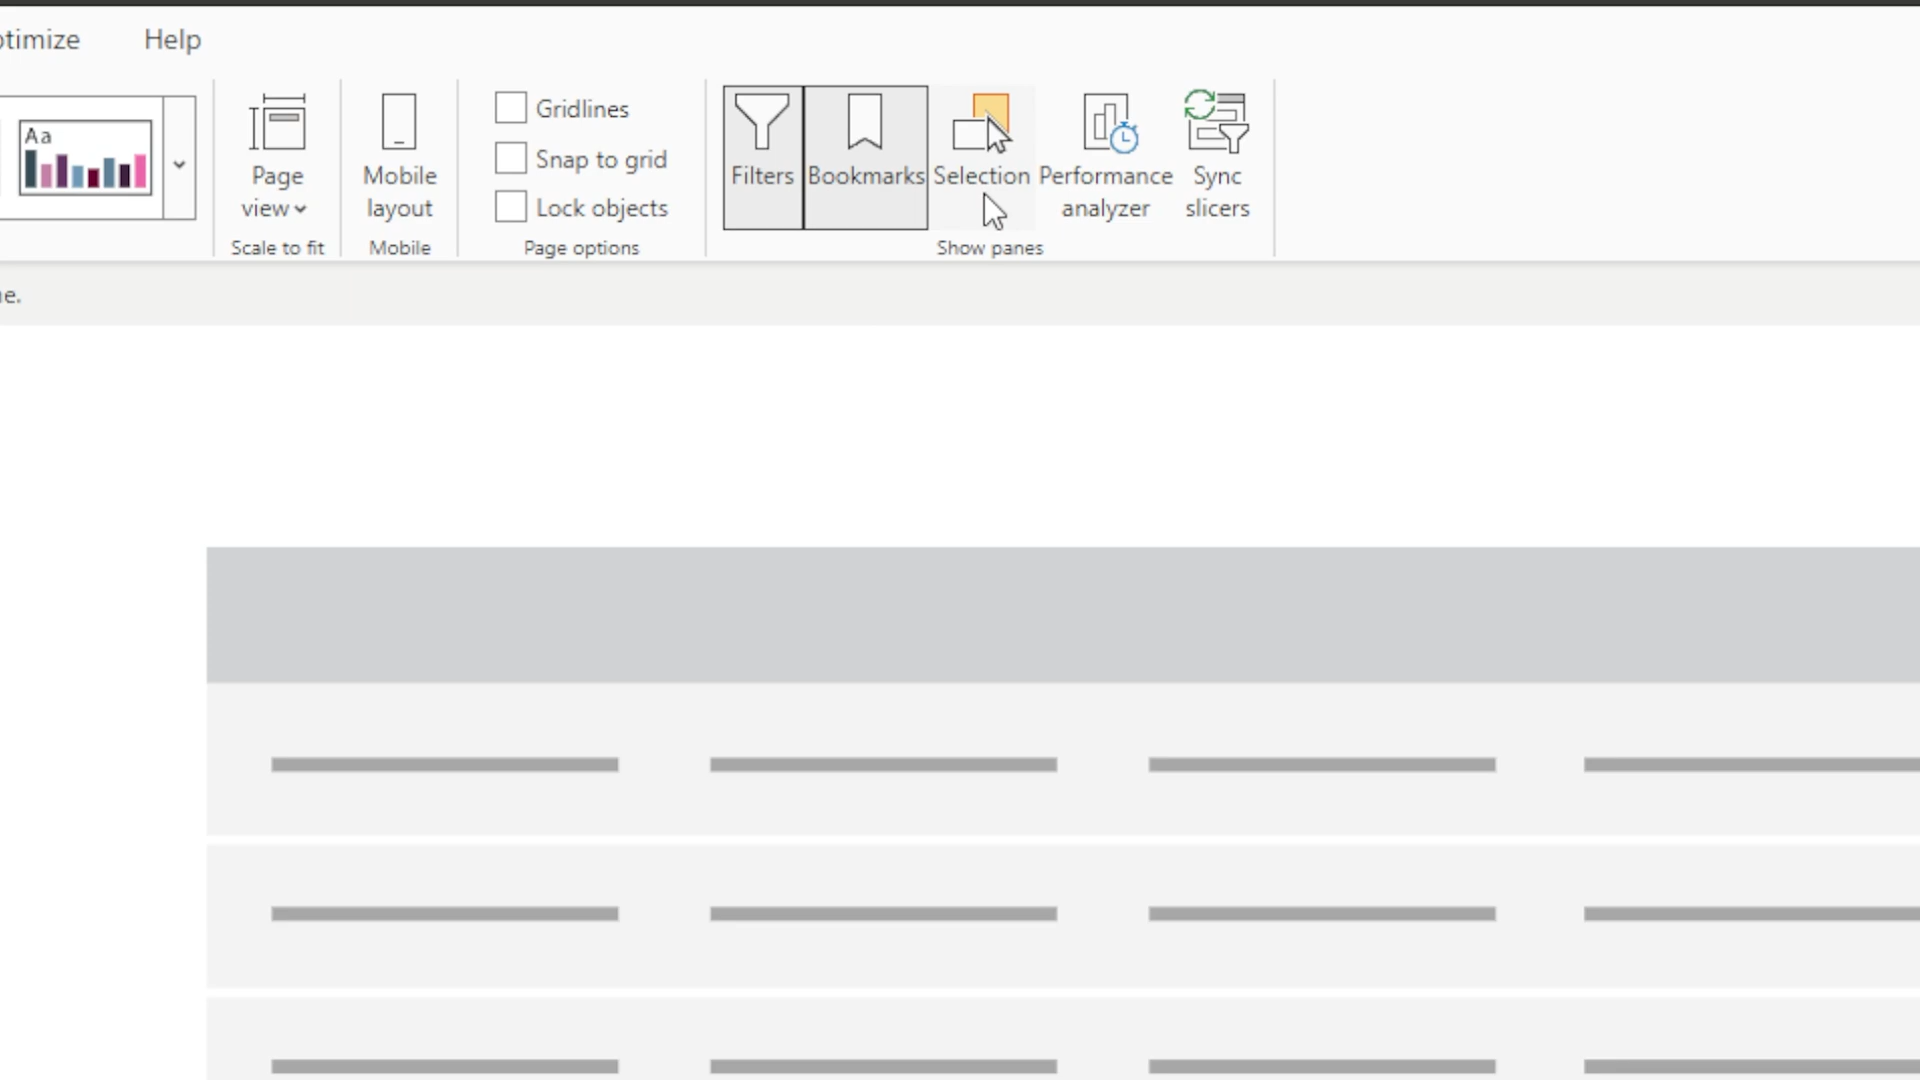 Help
Aa
Page
view
Scale to fit
Mobile
layout
Mobile
Gridlines
Snap to grid
Lock objects
Page options
Filters
Bookmarks
Selection
Performance
analyzer
Sync
slicers
Show panes